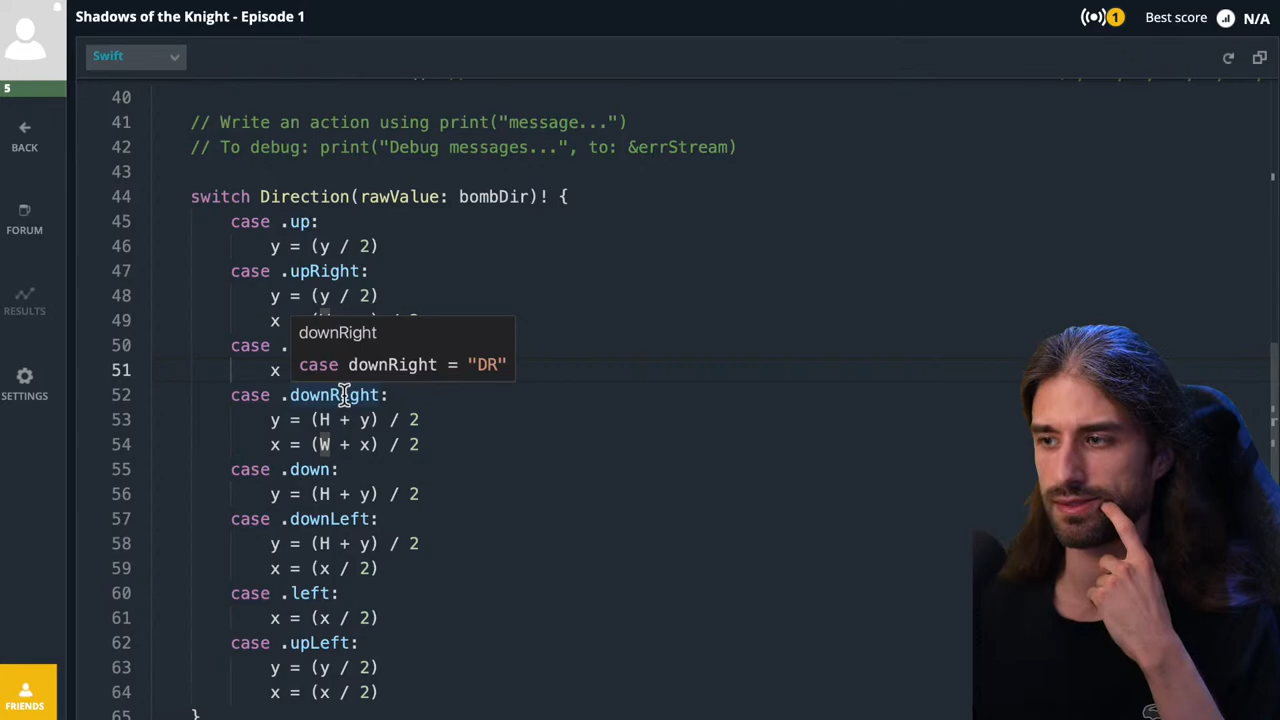 Shadows of the Knight - Episode 1
1
Best score
N/A
Swift
5
BACK
FORUM
RESULTS
SETTINGS
FRIENDS
40
41 // Write an action using print("message...")
42 // To debug: print("Debug messages...", to: &errStream)
43
44 switch Direction(rawValue: bombDir)! {
45 case .up:
46 y = (y / 2)
47 case .upRight:
48 y = (y / 2)
49 x
downRight
case downRight = "DR"
50 case .
51 x
52 case .downRight:
53 y = (H + y) / 2
54 x = (W + x) / 2
55 case .down:
56 y = (H + y) / 2
57 case .downLeft:
58 y = (H + y) / 2
59 x = (x / 2)
60 case .left:
61 x = (x / 2)
62 case .upLeft:
63 y = (y / 2)
64 x = (x / 2)
65 }